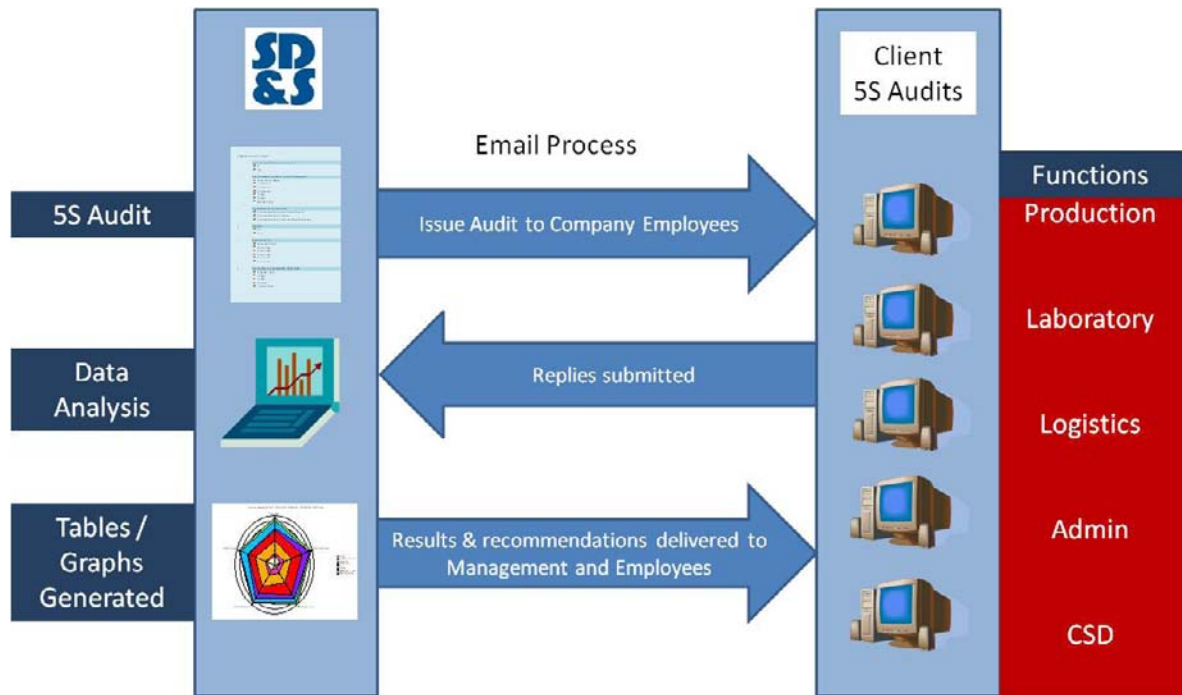 SD
&S
Client
5S Audits
Email Process
Functions
5S Audit
Issue Audit to Company Employees
Production
Laboratory
Data
Analysis
Replies submitted
Logistics
Tables /
Graphs
Generated
Results & recommendations delivered to
Management and Employees
Admin
CSD